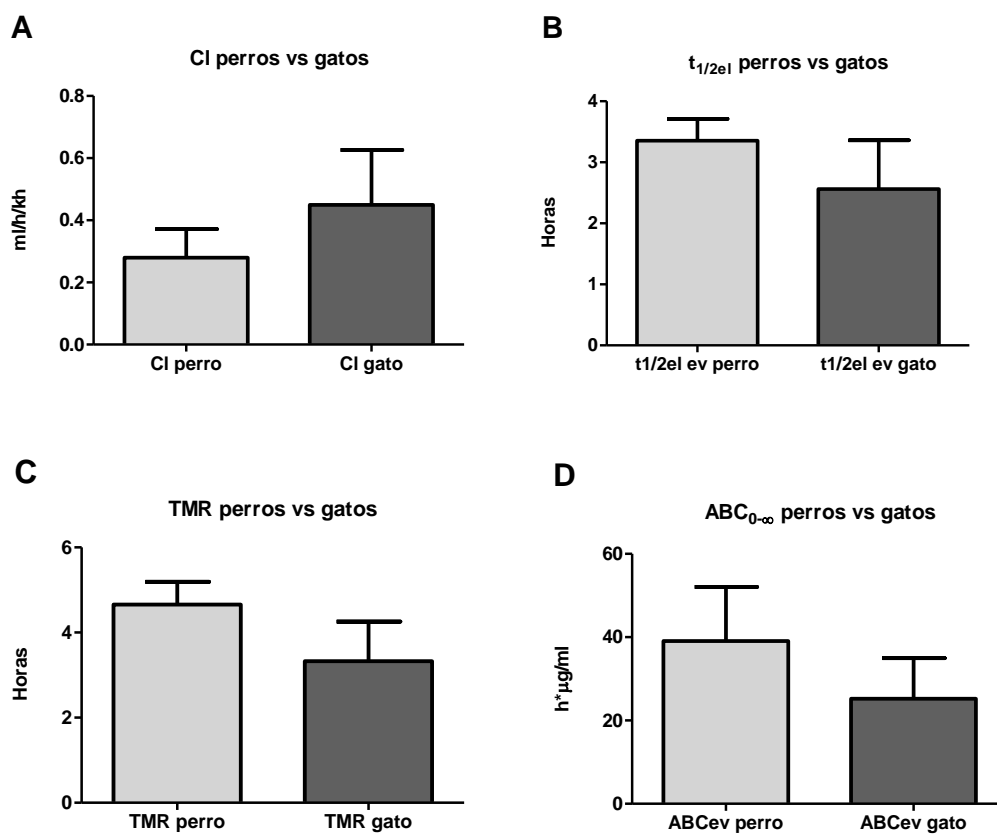 A
Cl perros vs gatos
0.8
0.6
0.4
0.2
0.0
ml/h/kh
Cl perro
Cl gato
B
t1/2el perros vs gatos
4
3
2
1
0
Horas
t1/2el ev perro
t1/2el ev gato
C
TMR perros vs gatos
6
4
2
0
Horas
TMR perro
TMR gato
D
ABC0-∞ perros vs gatos
60
40
20
0
h*µg/ml
ABCev perro
ABCev gato